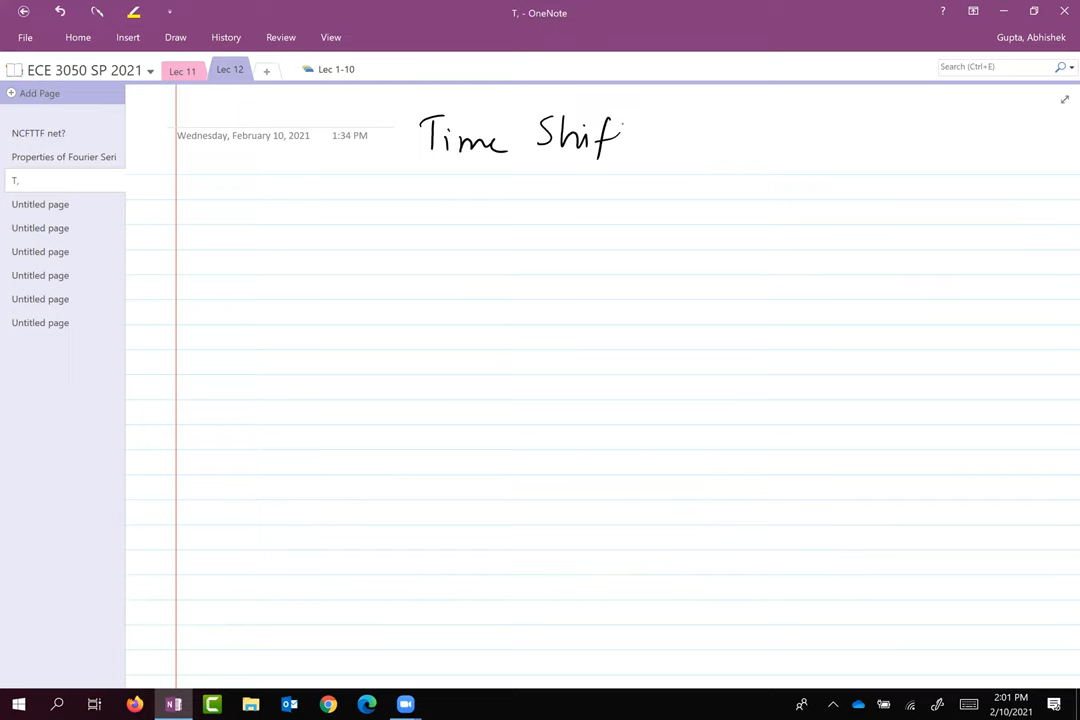 T, - OneNote
?
File Home Insert Draw History Review View
Gupta, Abhishek
ECE 3050 SP 2021 Lec 11 Lec 12 + Lec 1-10
Search (Ctrl+E)
Add Page
NCFTTF net?
Properties of Fourier Seri
T,
Untitled page
Untitled page
Untitled page
Untitled page
Untitled page
Untitled page
Wednesday, February 10, 2021 1:34 PM
Time Shif
2:01 PM
2/10/2021